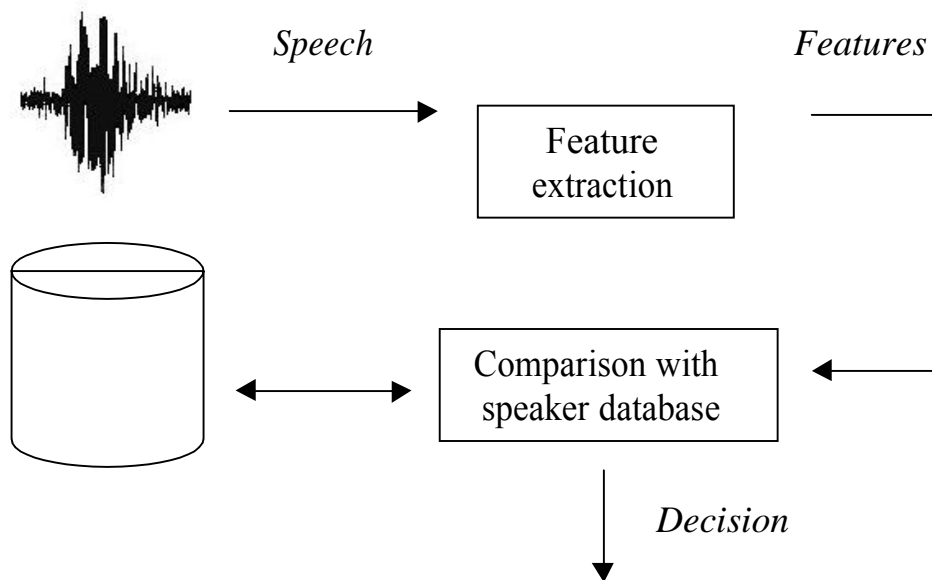 Speech
Features
Feature
extraction
Comparison with
speaker database
Decision